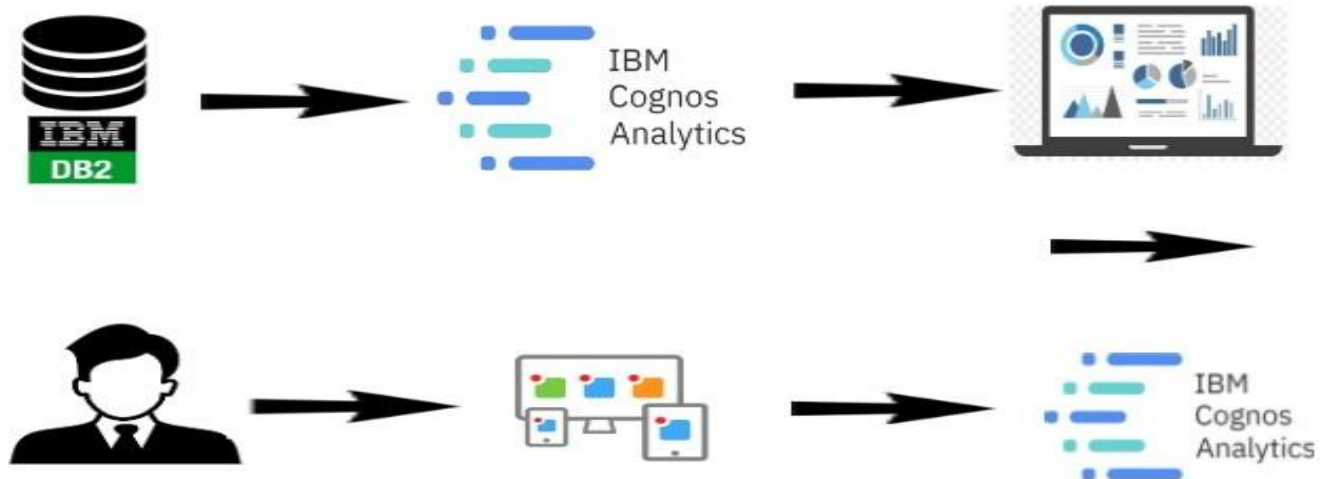 IBM
DB2
IBM
Cognos
Analytics
IBM
Cognos
Analytics